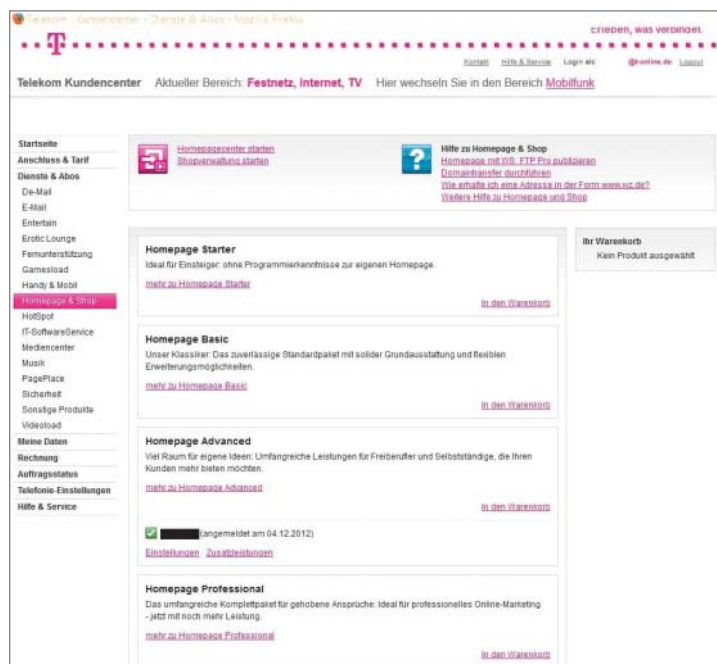 Telekom - Kundencenter - Dienste & Abos - Mozilla Firefox
erleben, was verbindet.
T
Kontakt Hilfe & Service Login als: @t-online.de Logout
Telekom Kundencenter Aktueller Bereich: Festnetz, Internet, TV Hier wechseln Sie in den Bereich Mobilfunk
Startseite
Anschluss & Tarif
Dienste & Abos
De-Mail
E-Mail
Entertain
Erotic Lounge
Fernunterstützung
Gamesload
Handy & Mobil
Homepage & Shop
HotSpot
IT-SoftwareService
Mediencenter
Musik
PagePlace
Sicherheit
Sonstige Produkte
Videoload
Meine Daten
Rechnung
Auftragsstatus
Telefonie-Einstellungen
Hilfe & Service
Homepagecenter starten
Shopverwaltung starten
?
Hilfe zu Homepage & Shop
Homepage mit WS_FTP Pro publizieren
Domaintransfer durchführen
Wie erhalte ich eine Adresse in der Form www.xyz.de?
Weitere Hilfe zu Homepage und Shop
Homepage Starter
Ideal für Einsteiger: ohne Programmierkenntnisse zur eigenen Homepage.
mehr zu Homepage Starter
In den Warenkorb
Homepage Basic
Unser Klassiker: Das zuverlässige Standardpaket mit solider Grundausstattung und flexiblen
Erweiterungsmöglichkeiten.
mehr zu Homepage Basic
In den Warenkorb
Homepage Advanced
Viel Raum für eigene Ideen: Umfangreiche Leistungen für Freiberufler und Selbstständige, die Ihren
Kunden mehr bieten möchten.
mehr zu Homepage Advanced
In den Warenkorb
(angemeldet am 04.12.2012)
Einstellungen Zusatzleistungen
Homepage Professional
Das umfangreiche Komplettpaket für gehobene Ansprüche: Ideal für professionelles Online-Marketing
- jetzt mit noch mehr Leistung.
mehr zu Homepage Professional
In den Warenkorb
Ihr Warenkorb
Kein Produkt ausgewählt